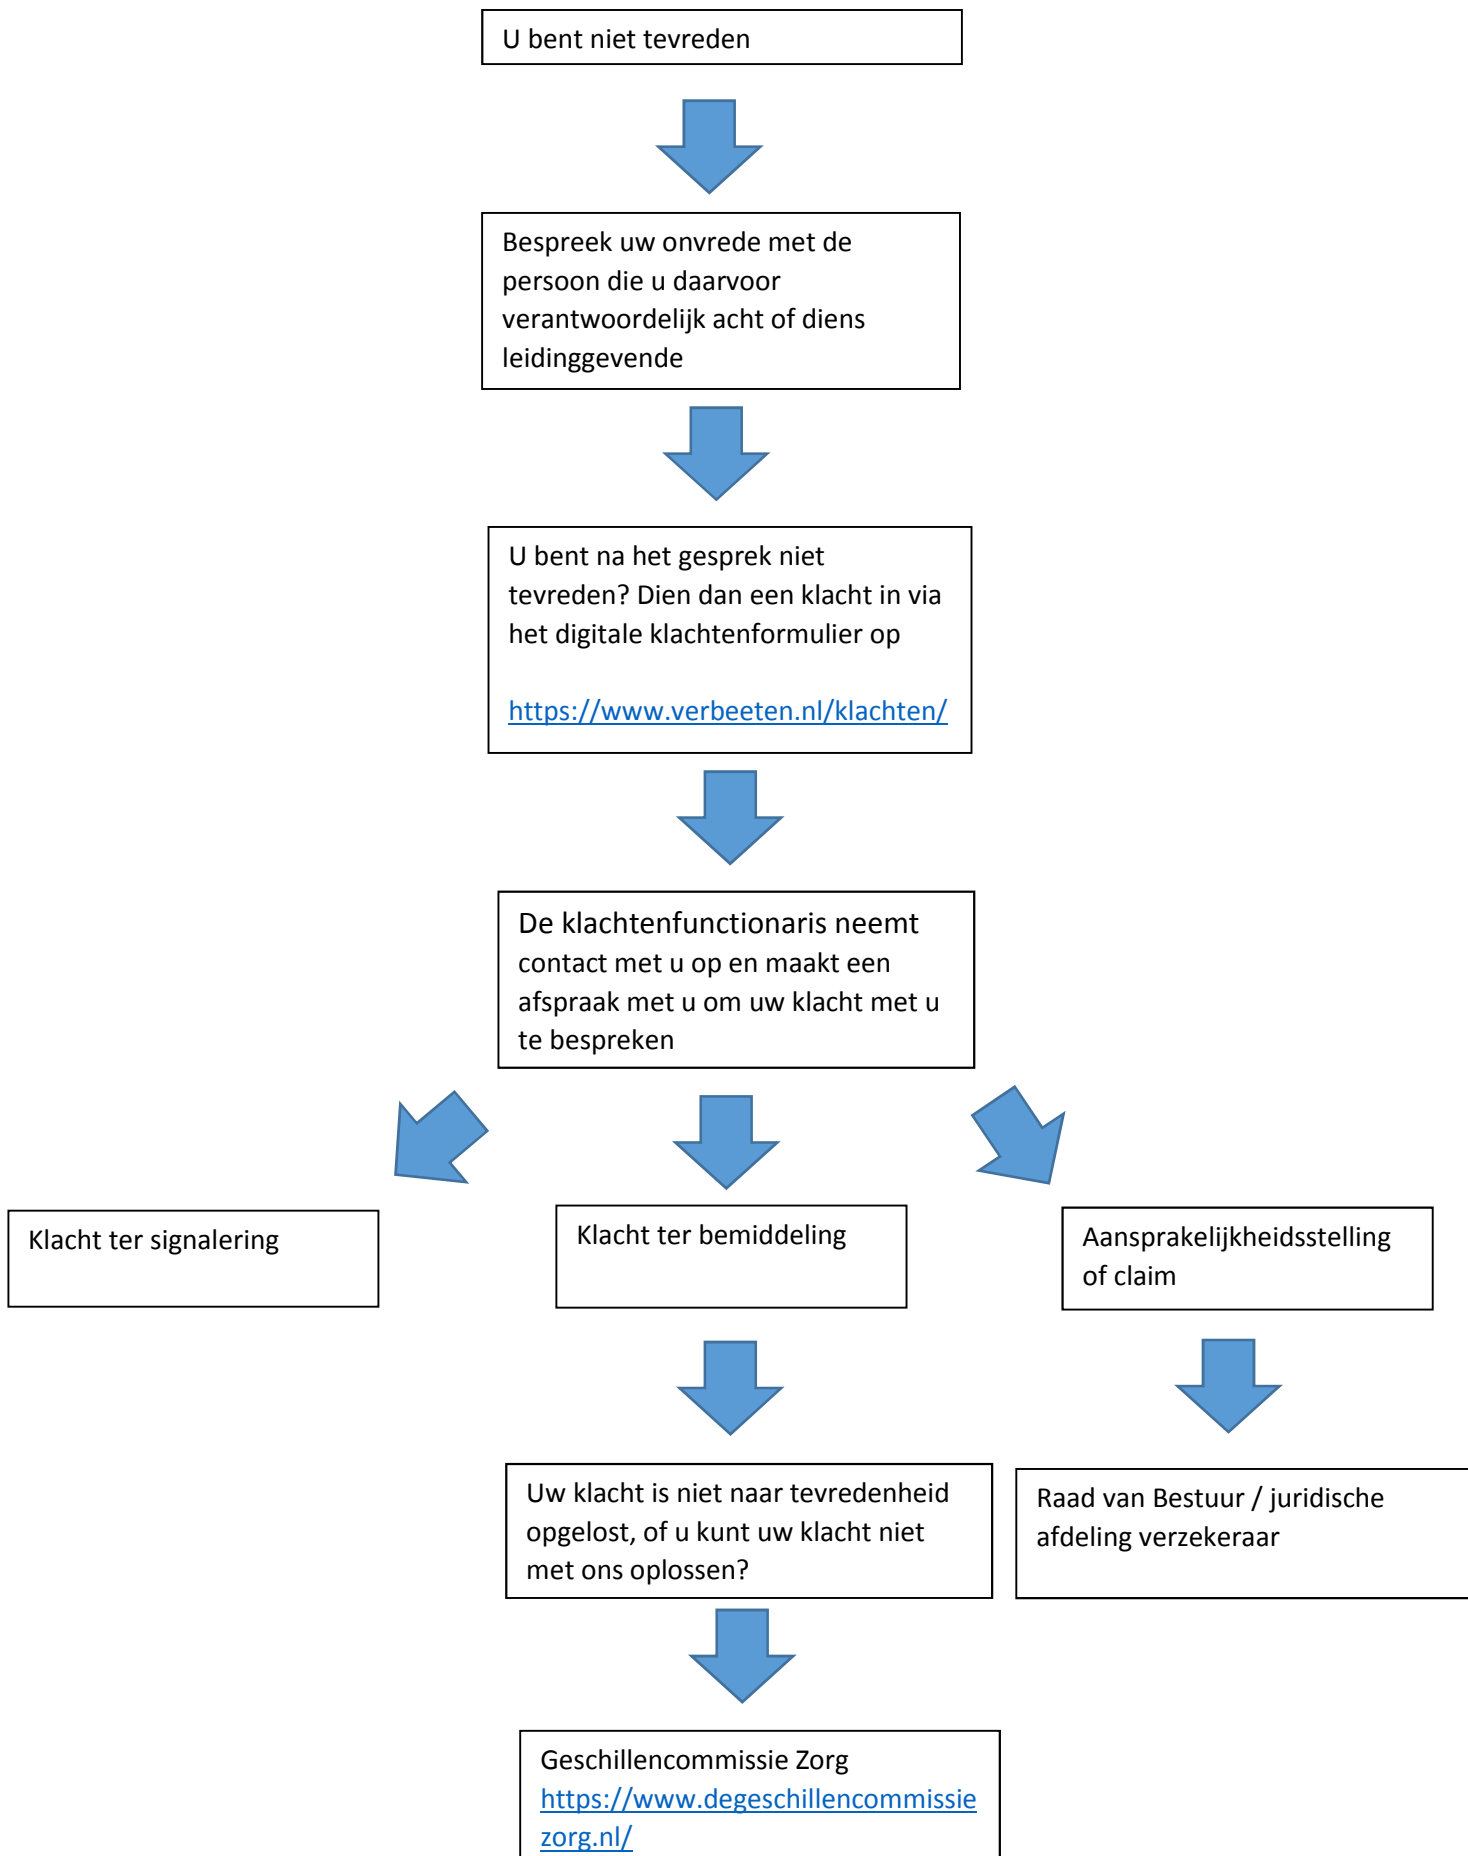 U bent niet tevreden
Bespreek uw onvrede met de
persoon die u daarvoor
verantwoordelijk acht of diens
leidinggevende
U bent na het gesprek niet
tevreden? Dien dan een klacht in via
het digitale klachtenformulier op
https://www.verbeeten.nl/klachten/
De klachtenfunctionaris neemt
contact met u op en maakt een
afspraak met u om uw klacht met u
te bespreken
Klacht ter signalering
Klacht ter bemiddeling
Aansprakelijkheidsstelling
of claim
Uw klacht is niet naar tevredenheid
opgelost, of u kunt uw klacht niet
met ons oplossen?
Raad van Bestuur / juridische
afdeling verzekeraar
Geschillencommissie Zorg
https://www.degeschillencommissie
zorg.nl/